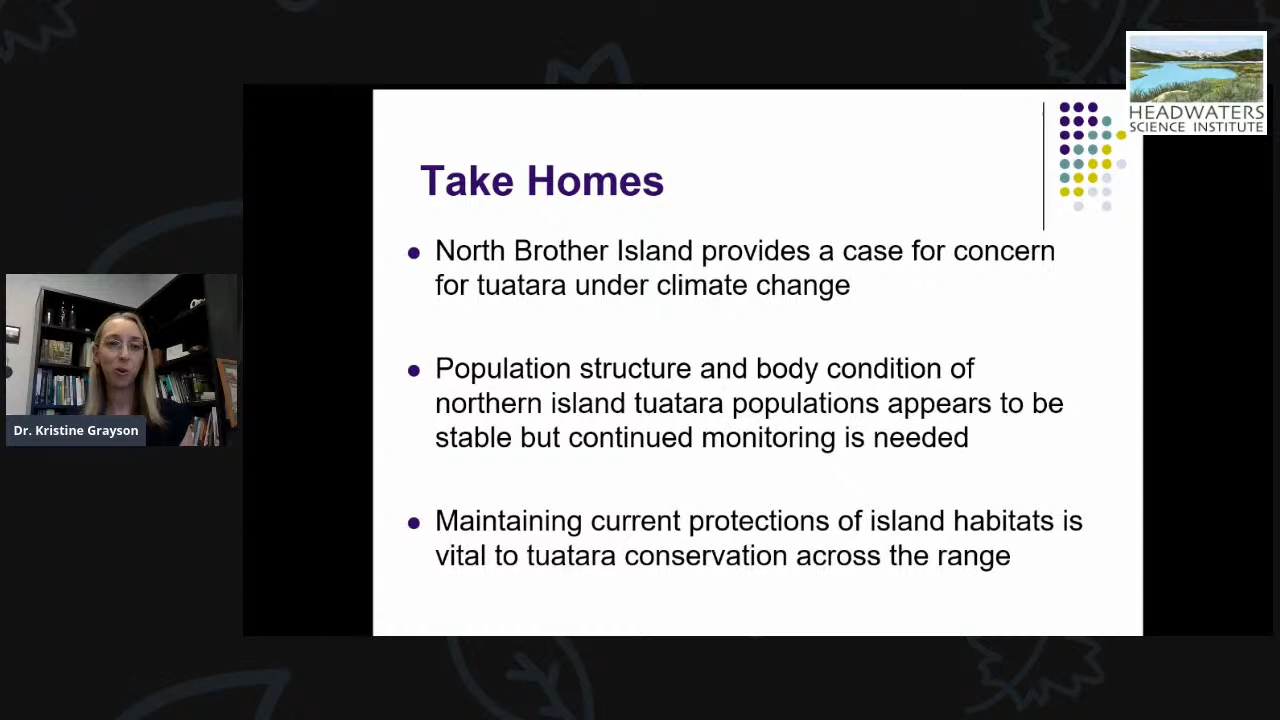 HEADWATERS
SCIENCE INSTITUTE
Take Homes
North Brother Island provides a case for concern
for tuatara under climate change
Population structure and body condition of
northern island tuatara populations appears to be
stable but continued monitoring is needed
Maintaining current protections of island habitats is
vital to tuatara conservation across the range
Dr. Kristine Grayson